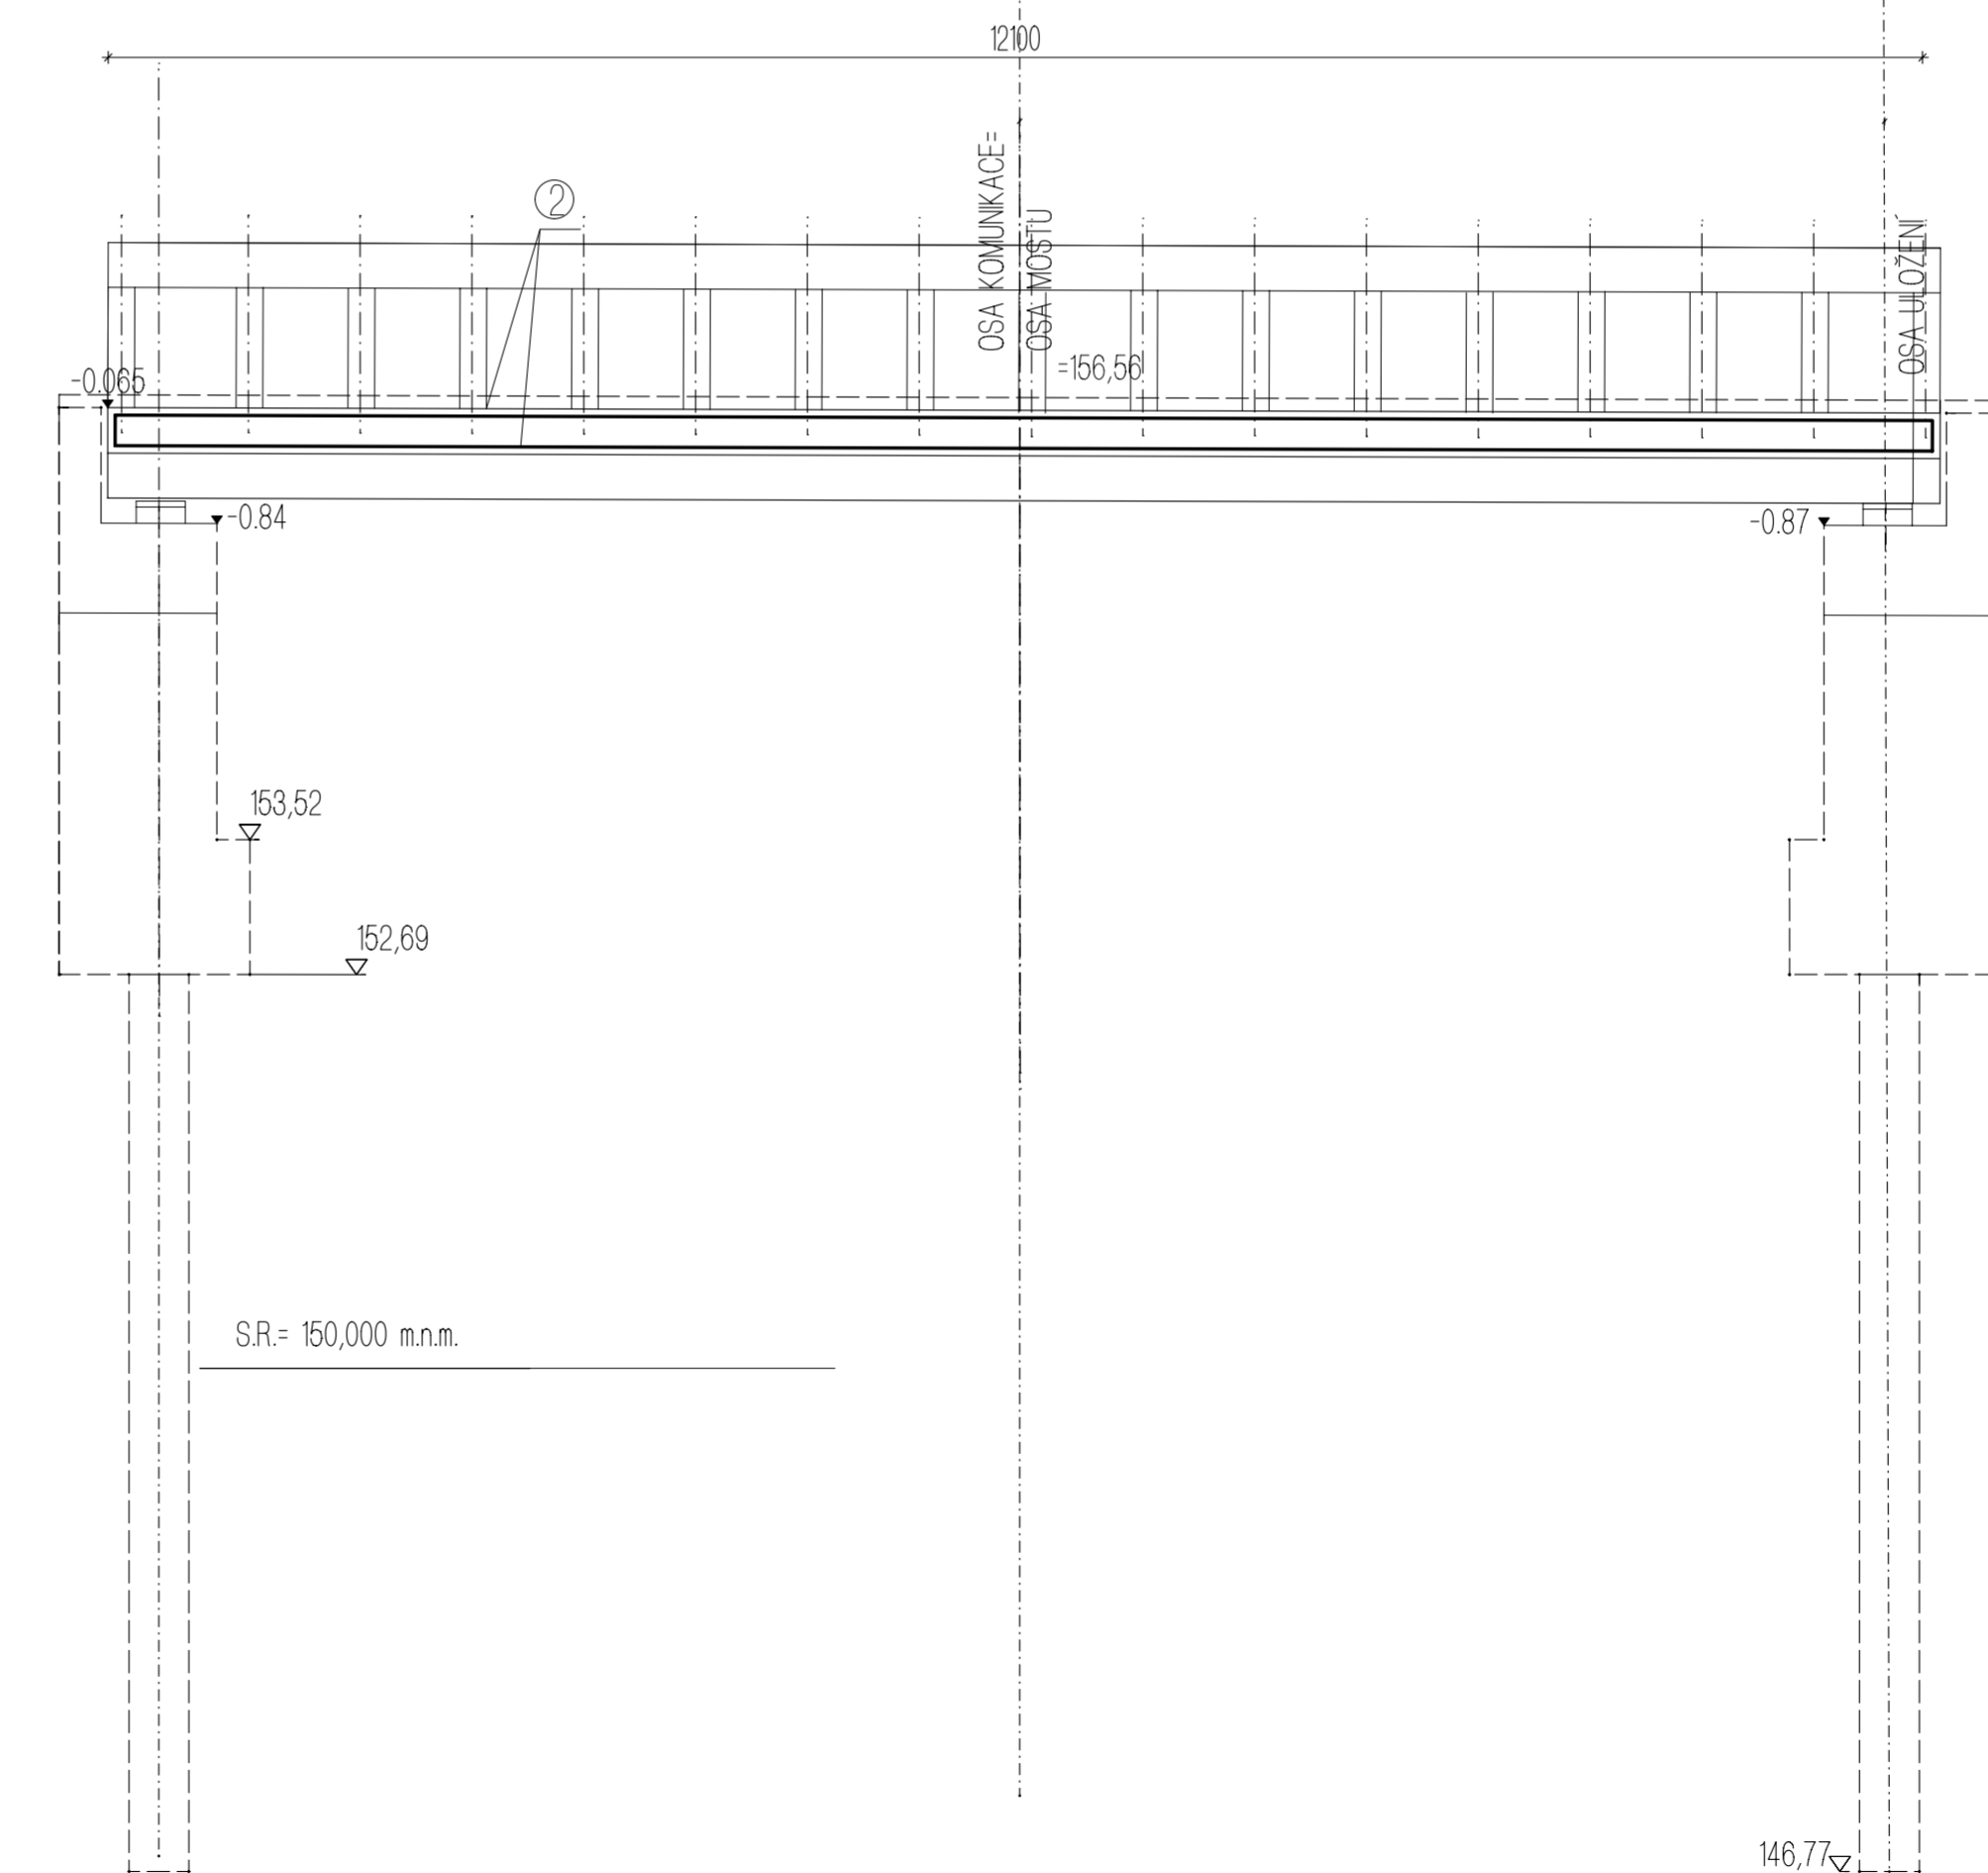 12100
OSA KOMUNIKACE=
OSA MOSTU
OSA ULOŽENÍ
2
=156,56
-0.065
-0.84
-0.87
153,52
152,69
S.R.= 150,000 m.n.m.
146,77